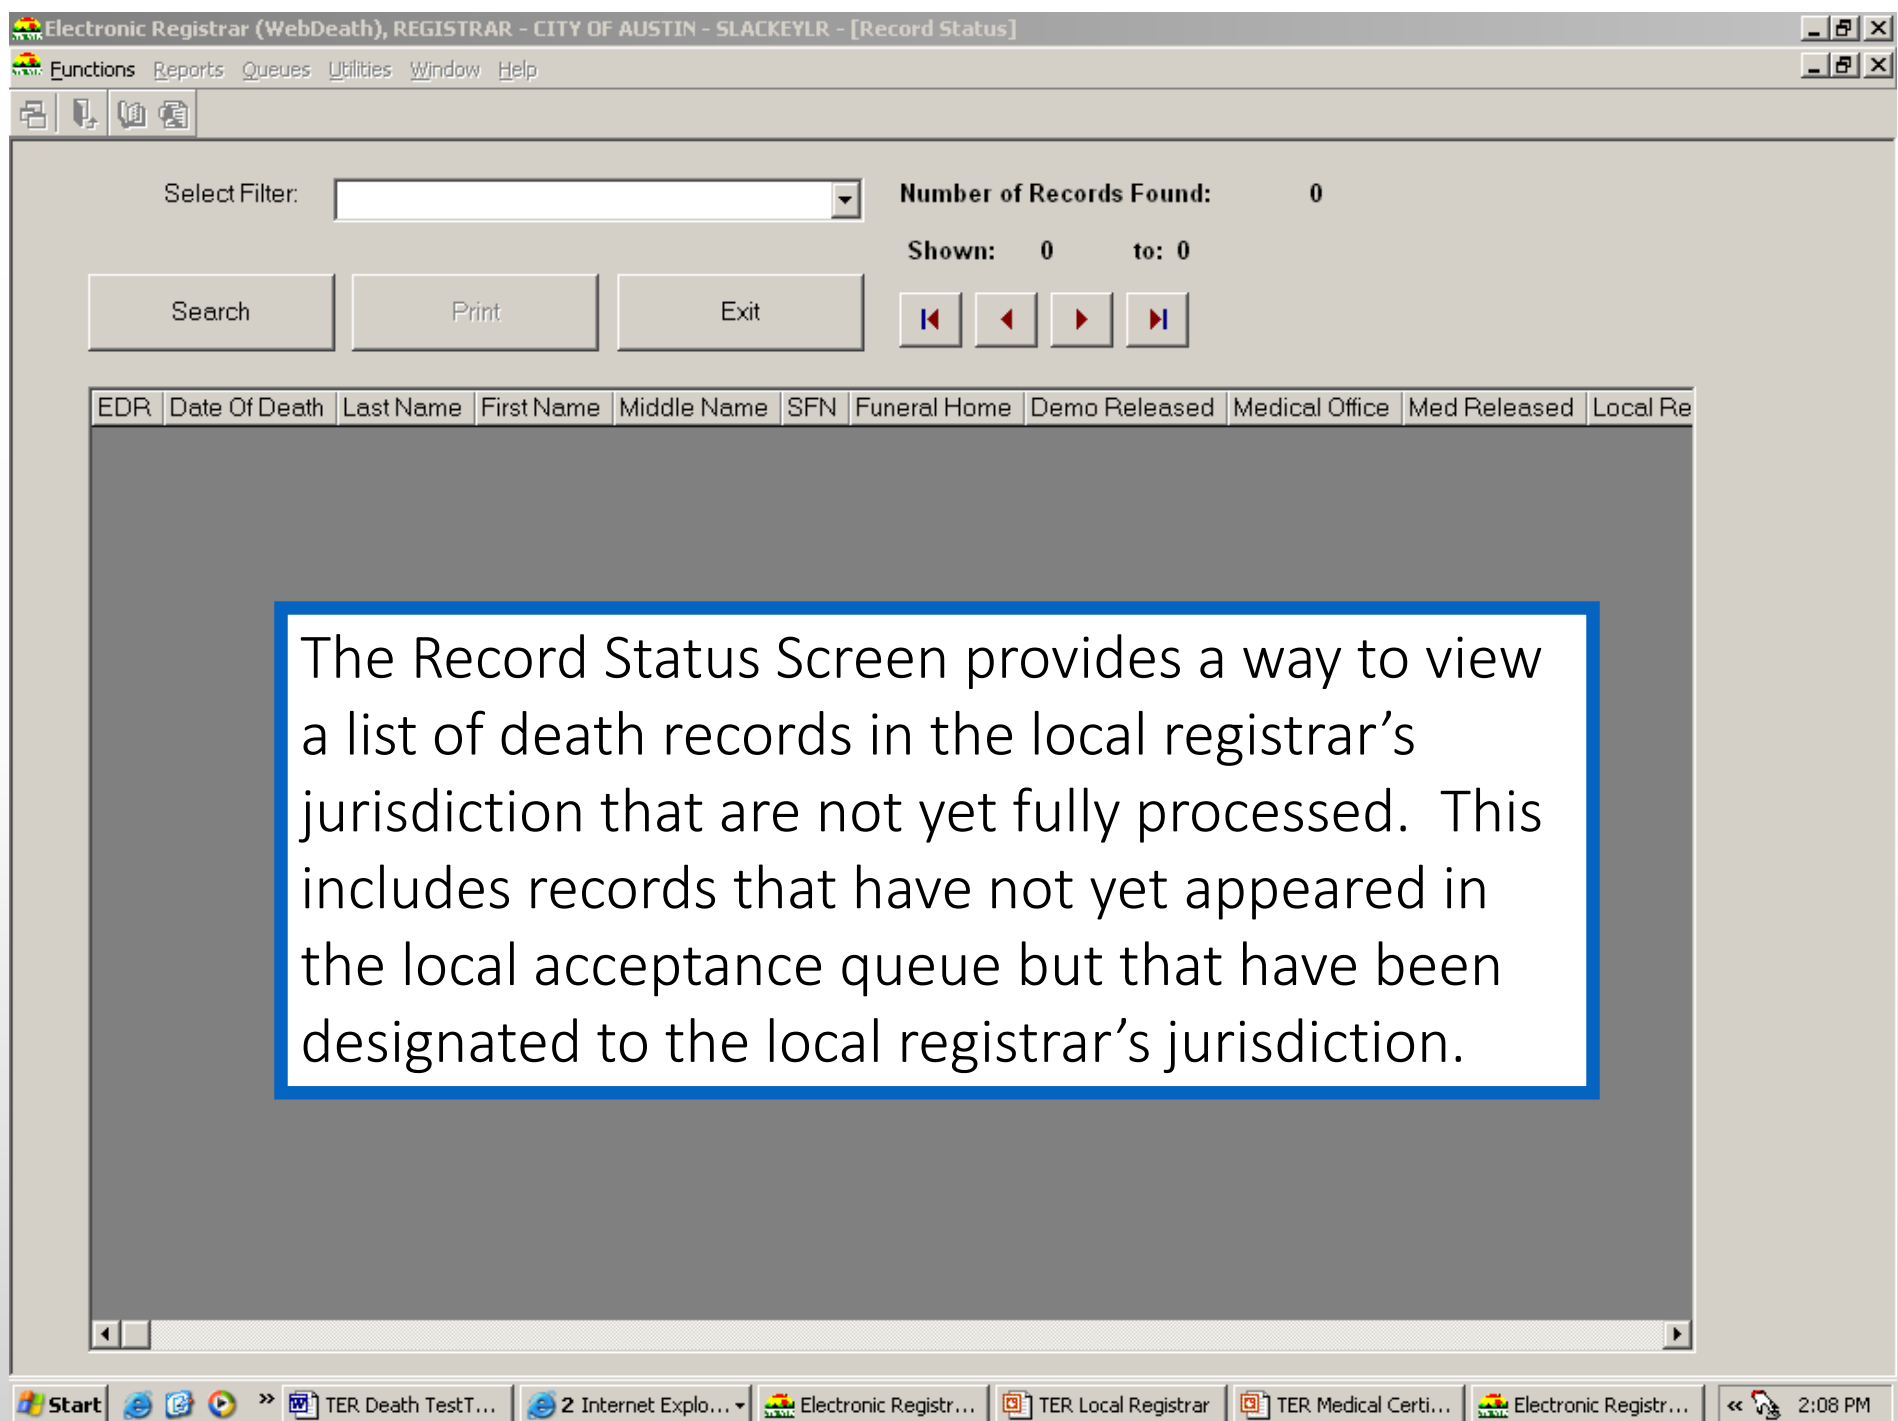 Electronic Registrar (WebDeath), REGISTRAR - CITY OF AUSTIN - SLACKEYLR - [Record Status]
Functions Reports Queues Utilities Window Help
Select Filter: Number of Records Found: 0
Shown: 0 to: 0
Search Print Exit
EDR Date Of Death Last Name First Name Middle Name SFN Funeral Home Demo Released Medical Office Med Released Local Re
The Record Status Screen provides a way to view
a list of death records in the local registrar’s
jurisdiction that are not yet fully processed.  This
includes records that have not yet appeared in
the local acceptance queue but that have been
designated to the local registrar’s jurisdiction.
Start » TER Death TestT... 2 Internet Explo... Electronic Registr... TER Local Registrar TER Medical Certi... Electronic Registr... « 2:08 PM